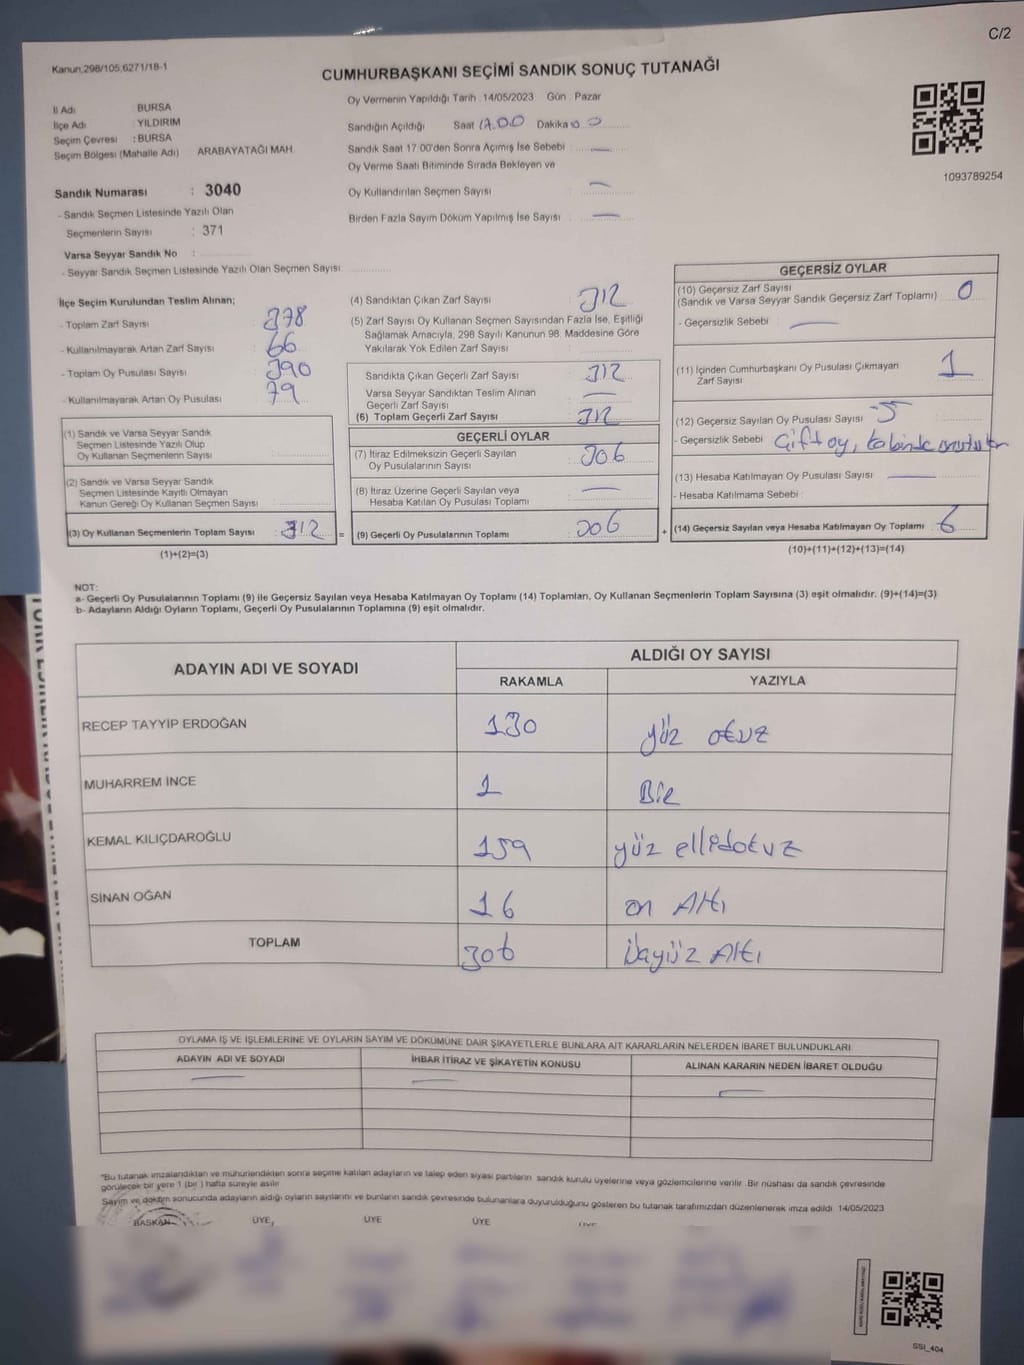 C/2
Kanun:298/105,6271/18-1
CUMHURBAŞKANI SEÇİMİ SANDIK SONUÇ TUTANAĞI
İl Adı : BURSA
İlçe Adı : YILDIRIM
Seçim Çevresi : BURSA
Seçim Bölgesi (Mahalle Adı) : ARABAYATAĞI MAH.
Sandık Numarası : 3040
- Sandık Seçmen Listesinde Yazılı Olan
Seçmenlerin Sayısı : 371
Varsa Seyyar Sandık No :
- Seyyar Sandık Seçmen Listesinde Yazılı Olan Seçmen Sayısı:
Oy Vermenin Yapıldığı Tarih : 14/05/2023 Gün : Pazar
Sandığın Açıldığı Saat 17.00 Dakika
Sandık Saat 17:00'den Sonra Açımış İse Sebebi : —
Oy Verme Saati Bitiminde Sırada Bekleyen ve
Oy Kullandırılan Seçmen Sayısı : —
Birden Fazla Sayım Döküm Yapılmış İse Sayısı : —
1093789254
İlçe Seçim Kurulundan Teslim Alınan;
- Toplam Zarf Sayısı : 378
- Kullanılmayarak Artan Zarf Sayısı : 66
- Toplam Oy Pusulası Sayısı : 390
- Kullanılmayarak Artan Oy Pusulası : 79
(1) Sandık ve Varsa Seyyar Sandık
Seçmen Listesinde Yazılı Olup
Oy Kullanan Seçmenlerin Sayısı :
(2) Sandık ve Varsa Seyyar Sandık
Seçmen Listesinde Kayıtlı Olmayan
Kanun Gereği Oy Kullanan Seçmen Sayısı :
(3) Oy Kullanan Seçmenlerin Toplam Sayısı : 312 =
(1)+(2)=(3)
(4) Sandıktan Çıkan Zarf Sayısı : 312
(5) Zarf Sayısı Oy Kullanan Seçmen Sayısından Fazla İse, Eşitliği
Sağlamak Amacıyla, 298 Sayılı Kanunun 98. Maddesine Göre
Yakılarak Yok Edilen Zarf Sayısı :
Sandıkta Çıkan Geçerli Zarf Sayısı : 312
Varsa Seyyar Sandıktan Teslim Alınan
Geçerli Zarf Sayısı : —
(6) Toplam Geçerli Zarf Sayısı : 312
GEÇERLİ OYLAR
(7) İtiraz Edilmeksizin Geçerli Sayılan
Oy Pusulalarının Sayısı : 306
(8) İtiraz Üzerine Geçerli Sayılan veya
Hesaba Katılan Oy Pusulası Toplamı : —
(9) Geçerli Oy Pusulalarının Toplamı : 306 +
GEÇERSİZ OYLAR
(10) Geçersiz Zarf Sayısı
(Sandık ve Varsa Seyyar Sandık Geçersiz Zarf Toplamı) : 0
- Geçersizlik Sebebi : —
(11) İçinden Cumhurbaşkanı Oy Pusulası Çıkmayan
Zarf Sayısı : 1
(12) Geçersiz Sayılan Oy Pusulası Sayısı : 5
- Geçersizlik Sebebi : Çift oy,
(13) Hesaba Katılmayan Oy Pusulası Sayısı : —
- Hesaba Katılmama Sebebi :
(14) Geçersiz Sayılan veya Hesaba Katılmayan Oy Toplamı : 6
(10)+(11)+(12)+(13)=(14)
NOT:
a- Geçerli Oy Pusulalarının Toplamı (9) ile Geçersiz Sayılan veya Hesaba Katılmayan Oy Toplamı (14) Toplamları, Oy Kullanan Seçmenlerin Toplam Sayısına (3) eşit olmalıdır. (9)+(14)=(3)
b- Adayların Aldığı Oyların Toplamı, Geçerli Oy Pusulalarının Toplamına (9) eşit olmalıdır.
ADAYIN ADI VE SOYADI
ALDIĞI OY SAYISI
RAKAMLA YAZIYLA
RECEP TAYYİP ERDOĞAN 130 yüz otuz
MUHARREM İNCE 1 Bir
KEMAL KILIÇDAROĞLU 159 yüz ellidokuz
SİNAN OĞAN 16 on Altı
TOPLAM 306 Üçyüz Altı
OYLAMA İŞ VE İŞLEMLERİNE VE OYLARIN SAYIM VE DÖKÜMÜNE DAİR ŞİKAYETLERLE BUNLARA AİT KARARLARIN NELERDEN İBARET BULUNDUKLARI
ADAYIN ADI VE SOYADI İHBAR İTİRAZ VE ŞİKAYETİN KONUSU ALINAN KARARIN NEDEN İBARET OLDUĞU
— — —
*Bu tutanak imzalandıktan ve mühürlendikten sonra seçime katılan adayların ve talep eden siyasi partilerin sandık kurulu üyelerine veya gözlemcilerine verilir. Bir nüshası da sandık çevresinde
görülecek bir yere 1 (bir ) hafta süreyle asılır
Sayım ve döküm sonucunda adayların aldığı oyların sayılarını ve bunların sandık çevresinde bulunanlara duyurulduğunu gösteren bu tutanak tarafımızdan düzenlenerek imza edildi. 14/05/2023
BAŞKAN ÜYE ÜYE ÜYE ÜYE
SSI_404